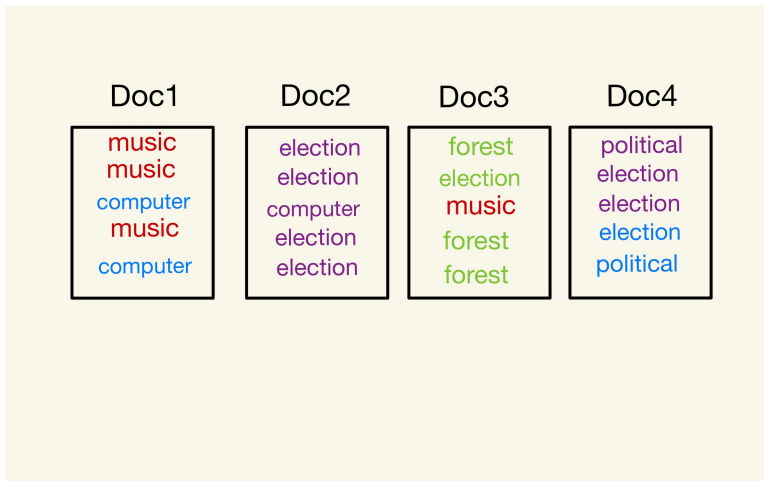 Doc1
music
music
computer
music
computer
Doc2
election
election
computer
election
election
Doc3
forest
election
music
forest
forest
Doc4
political
election
election
election
political